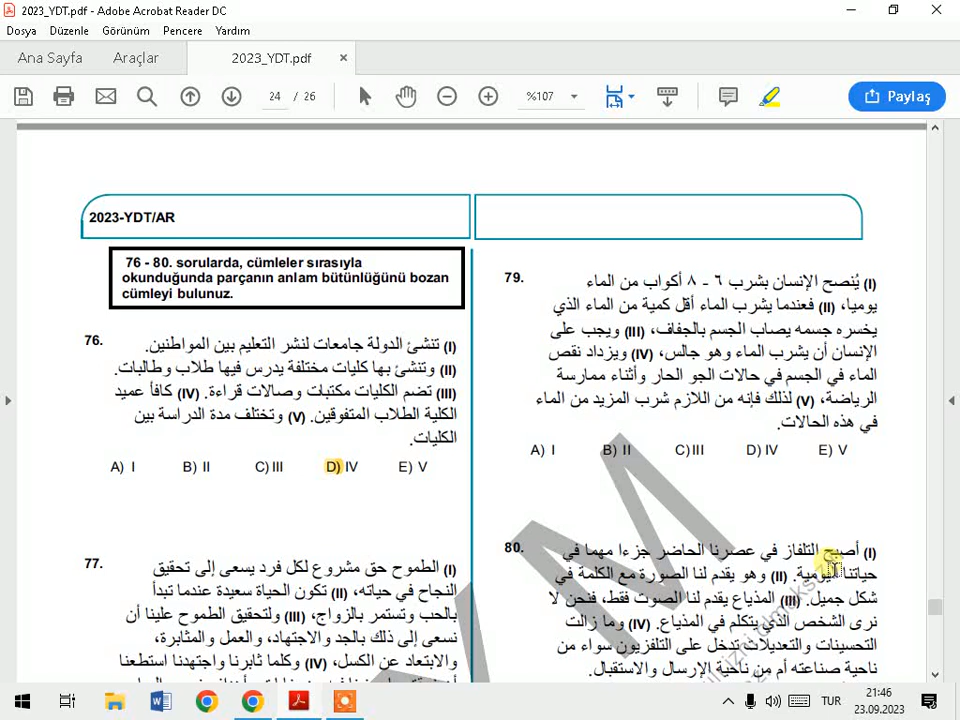 2023_YDT.pdf - Adobe Acrobat Reader DC
Dosya Düzenle Görünüm Pencere Yardım
Ana Sayfa Araçlar 2023_YDT.pdf ×
24 / 26 %107 Paylaş
2023-YDT/AR
76 - 80. sorularda, cümleler sırasıyla
okunduğunda parçanın anlam bütünlüğünü bozan
cümleyi bulunuz.
76. (I) تنشئ الدولة جامعات لنشر التعليم بين المواطنين.
(II) وتنشئ بها كليات مختلفة يدرس فيها طلاب وطالبات.
(III) تضم الكليات مكتبات وصالات قراءة. (IV) كافأ عميد
الكلية الطلاب المتفوقين. (V) وتختلف مدة الدراسة بين
الكليات.
A) I B) II C) III D) IV E) V
77. (I) الطموح حق مشروع لكل فرد يسعى إلى تحقيق
النجاح في حياته، (II) تكون الحياة سعيدة عندما تبدأ
بالحب وتستمر بالزواج، (III) ولتحقيق الطموح علينا أن
نسعى إلى ذلك بالجد والاجتهاد، والعمل والمثابرة،
والابتعاد عن الكسل، (IV) وكلما ثابرنا واجتهدنا استطعنا
79. (I) يُنصح الإنسان بشرب ٦ - ٨ أكواب من الماء
يوميا، (II) فعندما يشرب الماء أقل كمية من الماء الذي
يخسره جسمه يصاب الجسم بالجفاف، (III) ويجب على
الإنسان أن يشرب الماء وهو جالس، (IV) ويزداد نقص
الماء في الجسم في حالات الجو الحار وأثناء ممارسة
الرياضة، (V) لذلك فإنه من اللازم شرب المزيد من الماء
في هذه الحالات.
A) I B) II C) III D) IV E) V
80. (I) أصبح التلفاز في عصرنا الحاضر جزءا مهما في
حياتنا اليومية. (II) وهو يقدم لنا الصورة مع الكلمة في
شكل جميل. (III) المذياع يقدم لنا الصوت فقط، فنحن لا
نرى الشخص الذي يتكلم في المذياع. (IV) وما زالت
التحسينات والتعديلات تدخل على التلفزيون سواء من
ناحية صناعته أم من ناحية الإرسال والاستقبال.
TUR 21:46
23.09.2023